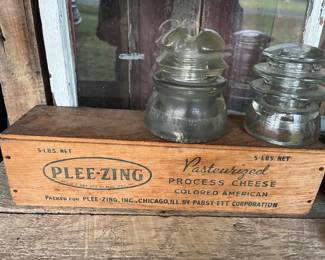 5-LBS. NET 5-LBS. NET
PLEE-ZING
Pasteurized
PROCESS CHEESE
COLORED AMERICAN
PACKED FOR PLEE-ZING, INC., CHICAGO, ILL. BY PABST-ETT CORPORATION